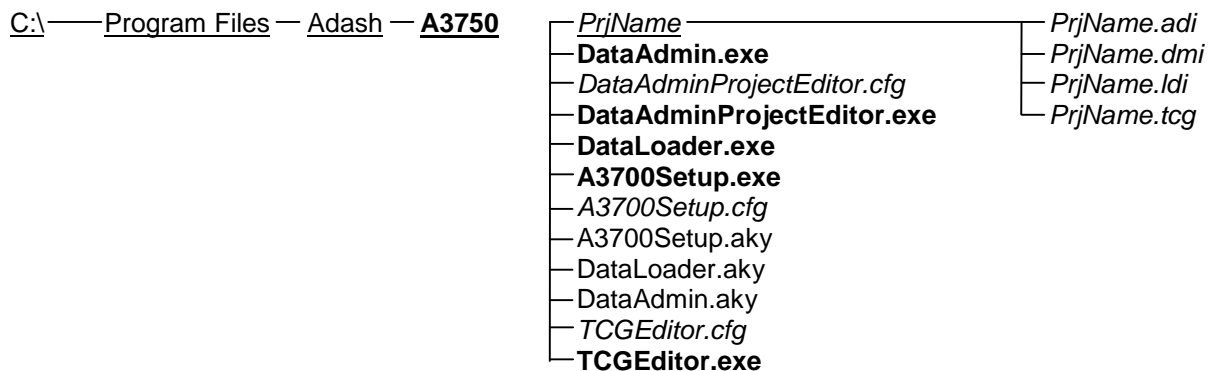 C:\ Program Files Adash A3750 PrjName PrjName.adi
DataAdmin.exe PrjName.dmi
DataAdminProjectEditor.cfg PrjName.ldi
DataAdminProjectEditor.exe PrjName.tcg
DataLoader.exe
A3700Setup.exe
A3700Setup.cfg
A3700Setup.aky
DataLoader.aky
DataAdmin.aky
TCGEditor.cfg
TCGEditor.exe